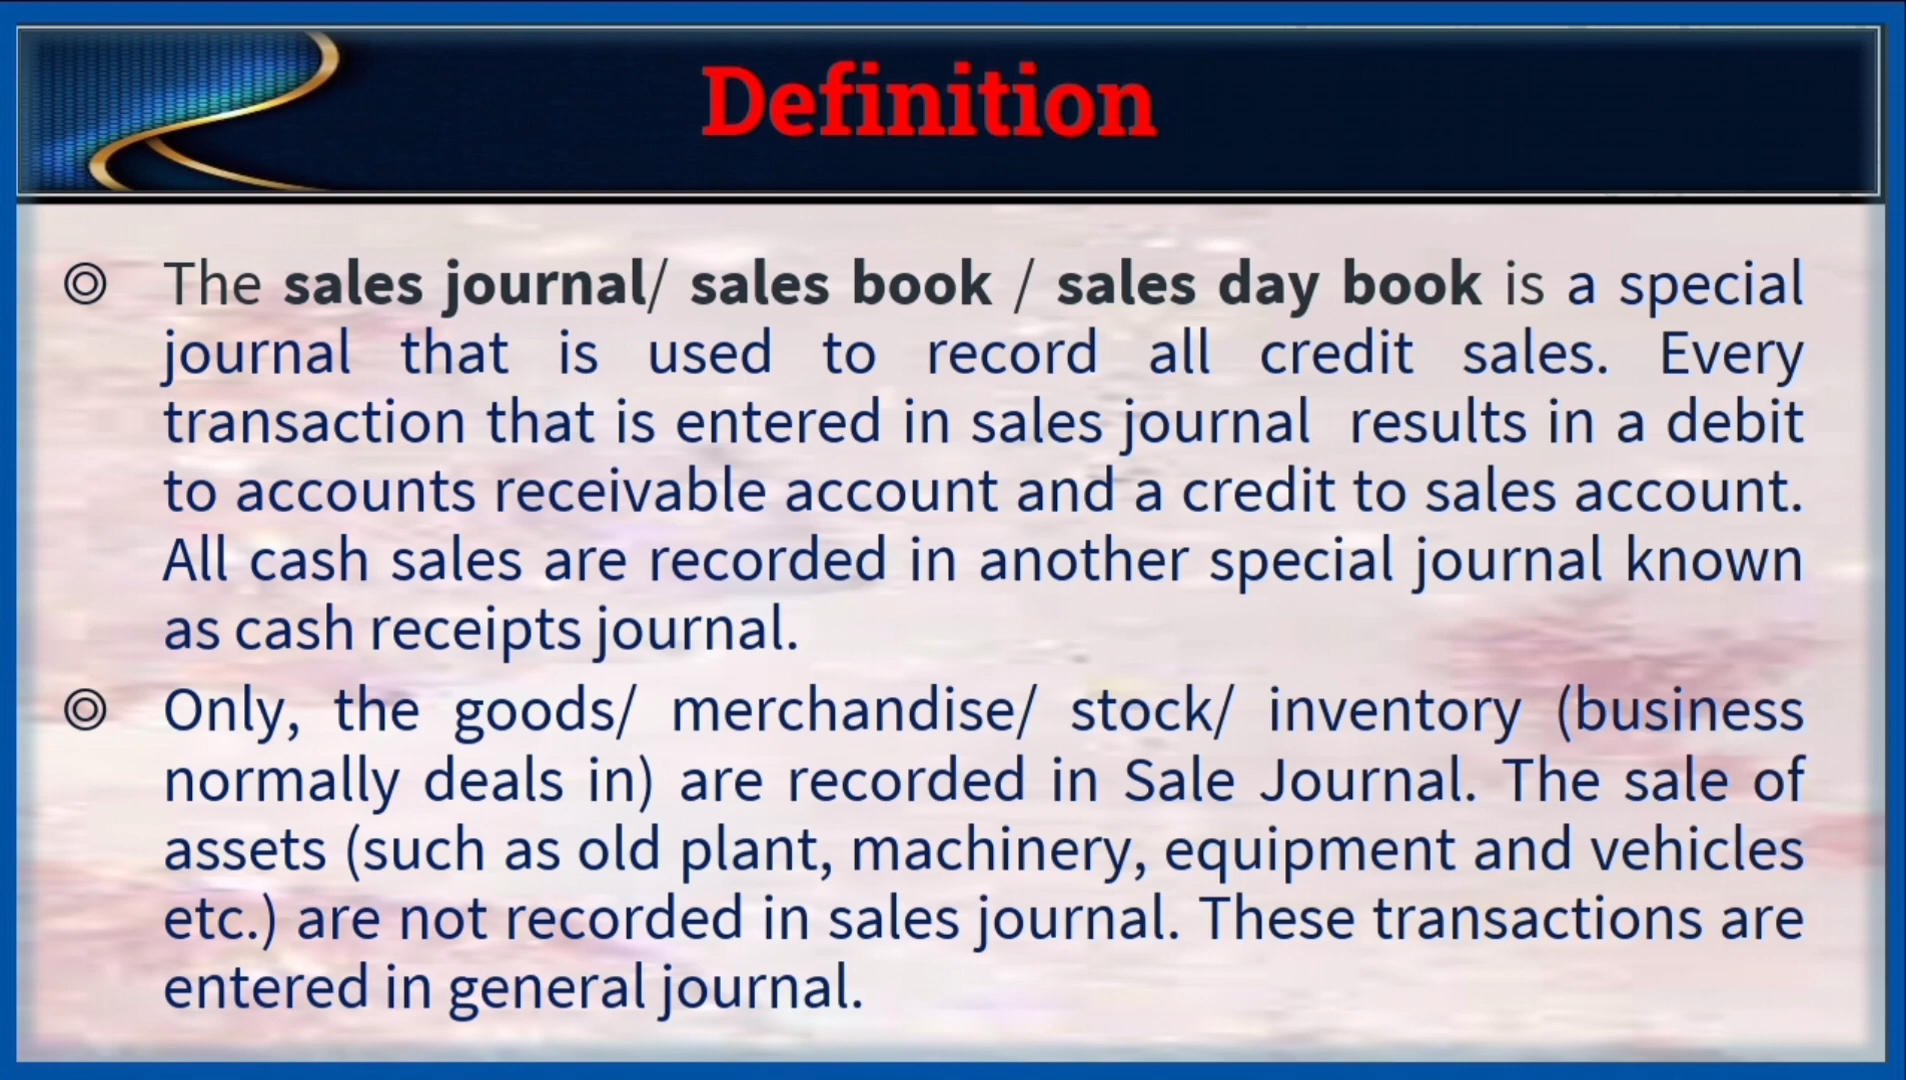 Definition
The sales journal/ sales book / sales day book is a special
journal that is used to record all credit sales. Every
transaction that is entered in sales journal results in a debit
to accounts receivable account and a credit to sales account.
All cash sales are recorded in another special journal known
as cash receipts journal.
Only, the goods/ merchandise/ stock/ inventory (business
normally deals in) are recorded in Sale Journal. The sale of
assets (such as old plant, machinery, equipment and vehicles
etc.) are not recorded in sales journal. These transactions are
entered in general journal.